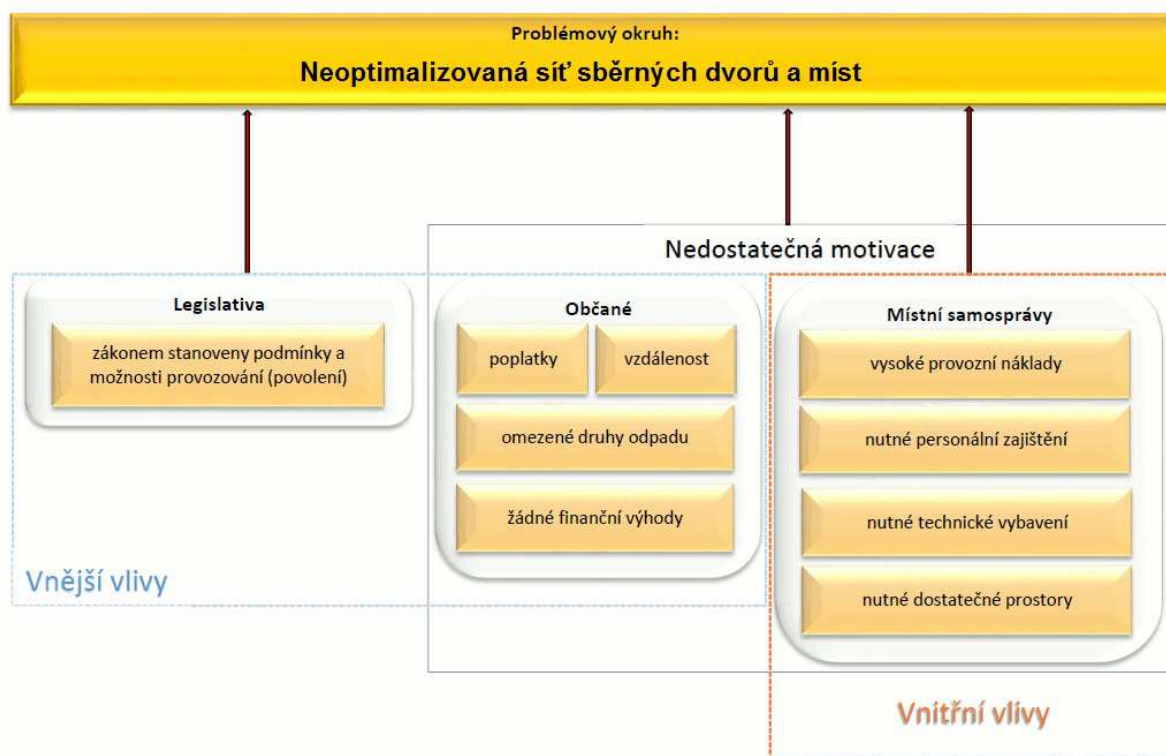 Problémový okruh:
Neoptimalizovaná síť sběrných dvorů a míst
Nedostatečná motivace
Legislativa
zákonem stanoveny podmínky a
možnosti provozování (povolení)
Občané
poplatky
vzdálenost
omezené druhy odpadu
žádné finanční výhody
Místní samosprávy
vysoké provozní náklady
nutné personální zajištění
nutné technické vybavení
nutné dostatečné prostory
Vnější vlivy
Vnitřní vlivy